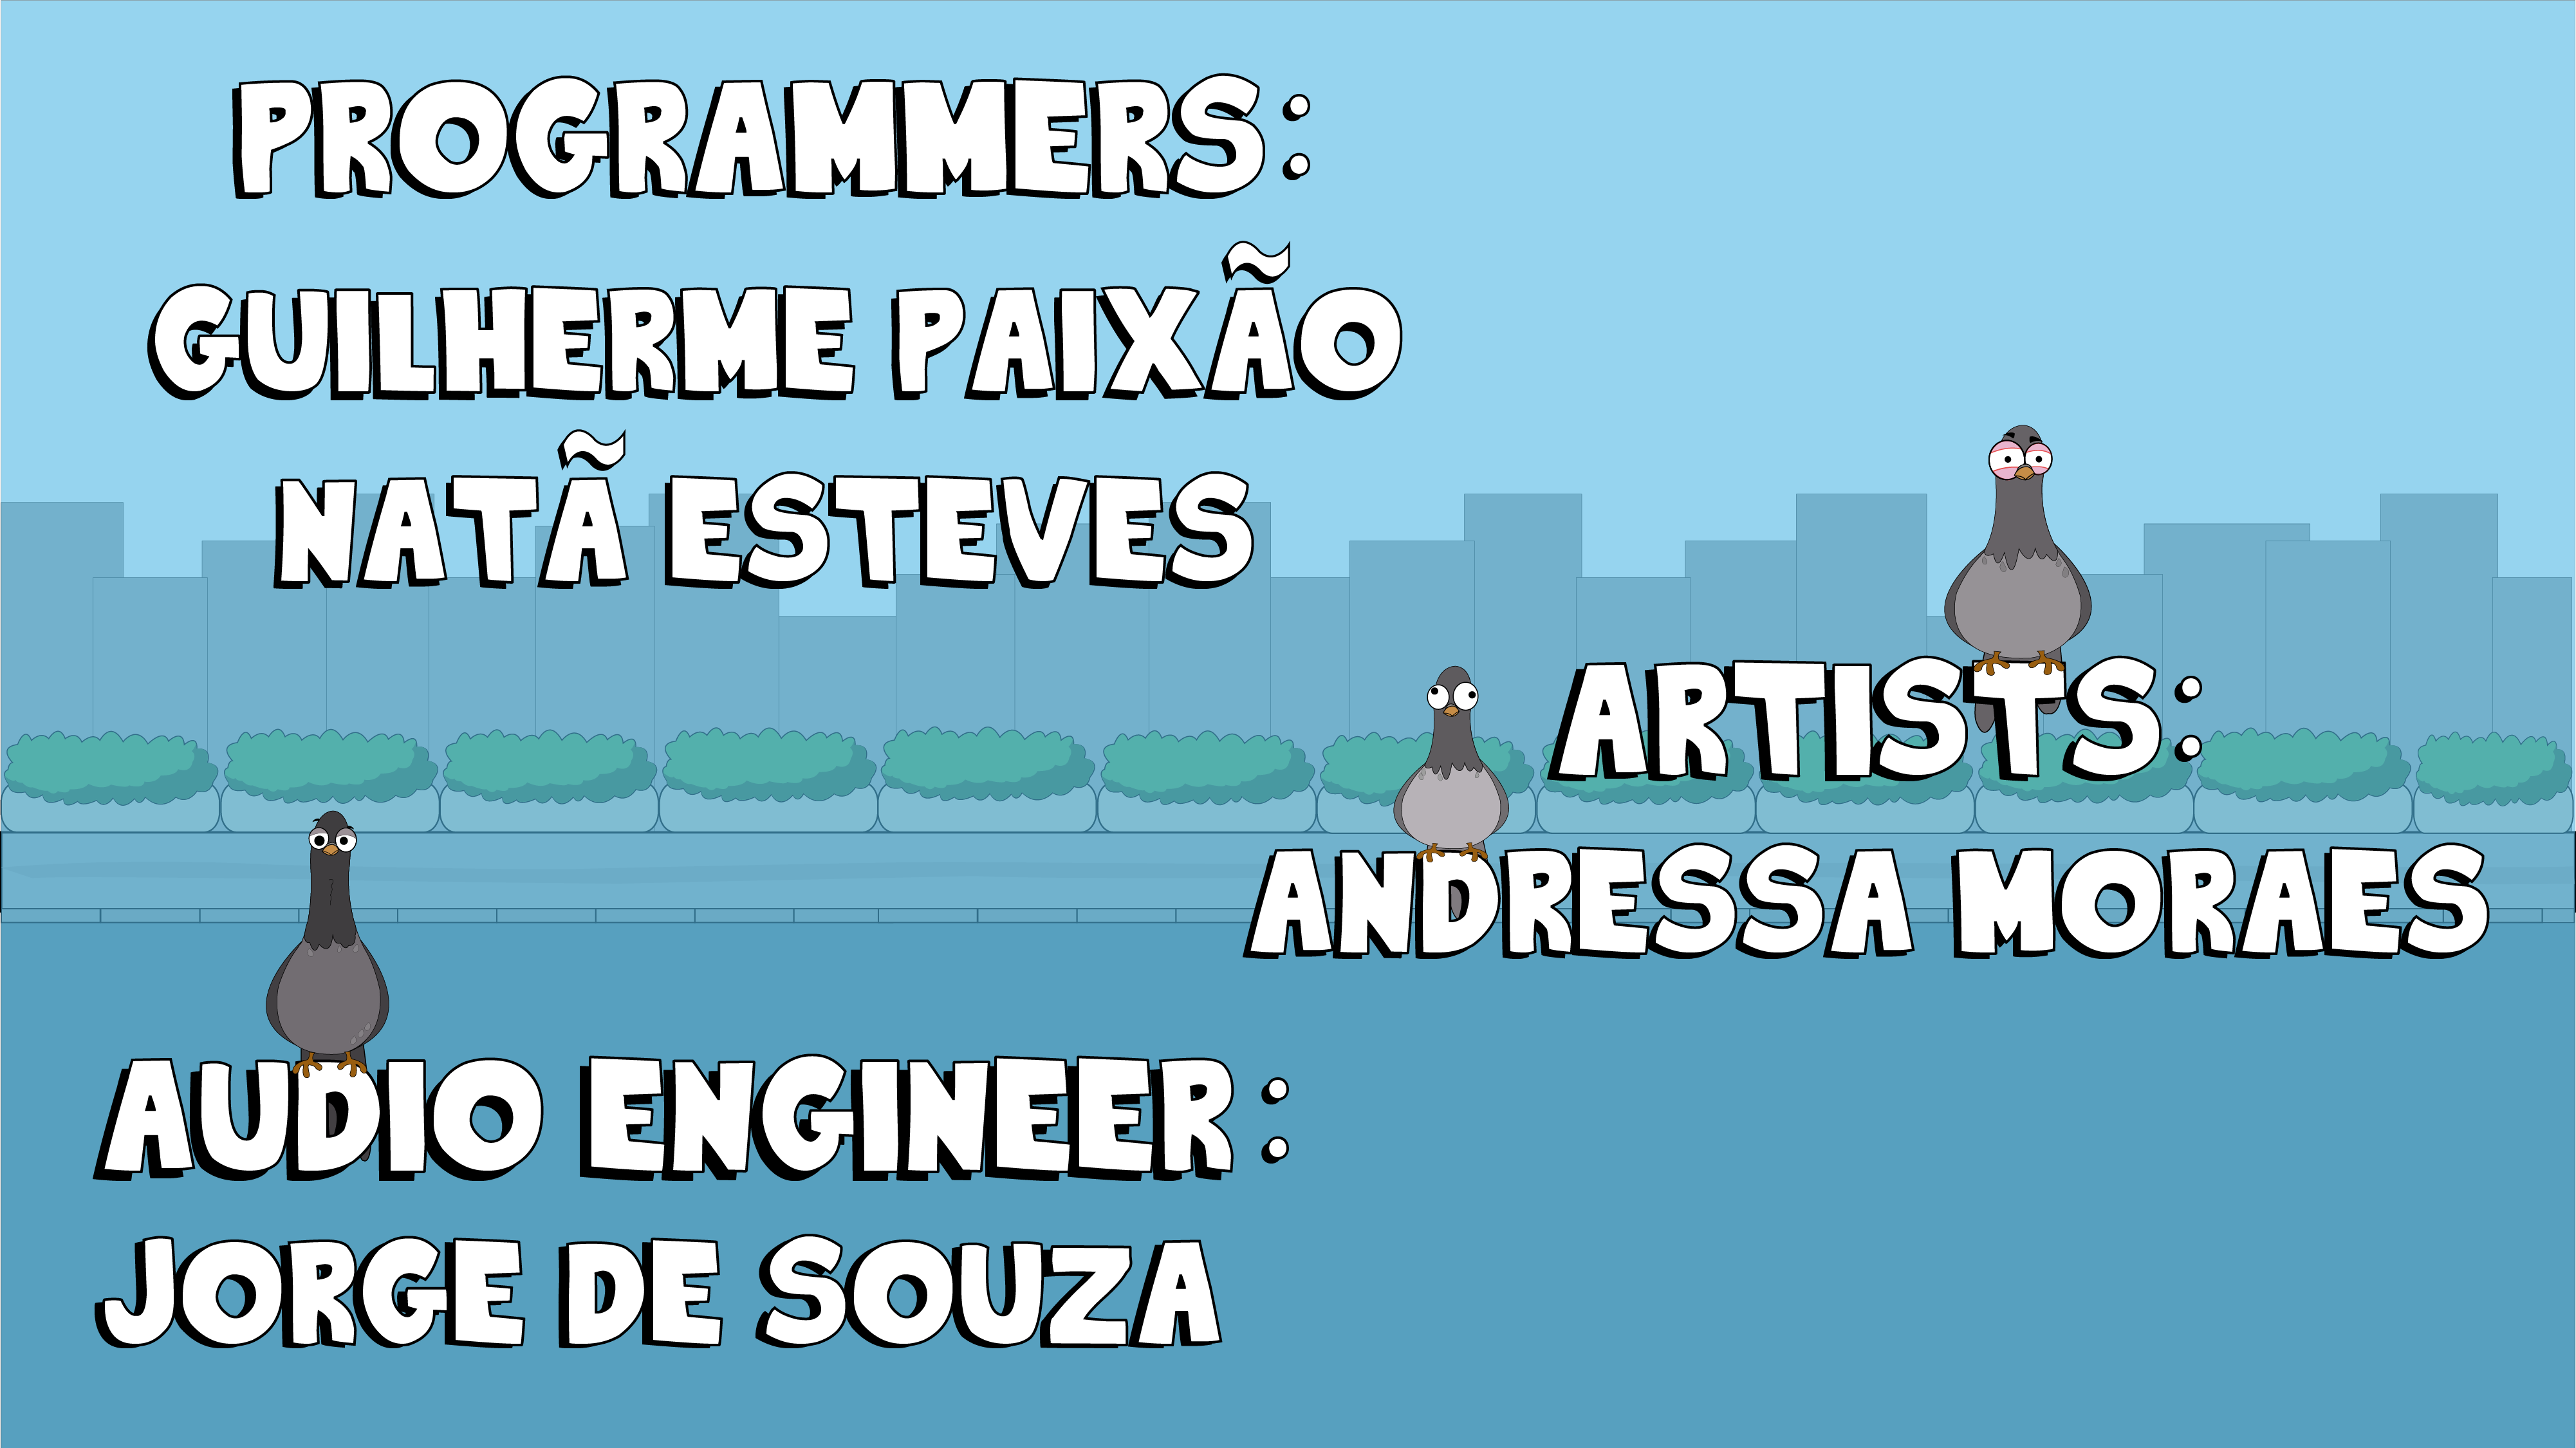 PROGRAMMERS:
GUILHERME PAIXÃO
NATÃ ESTEVES
ARTISTS:
ANDRESSA MORAES
AUDIO ENGINEER:
JORGE DE SOUZA